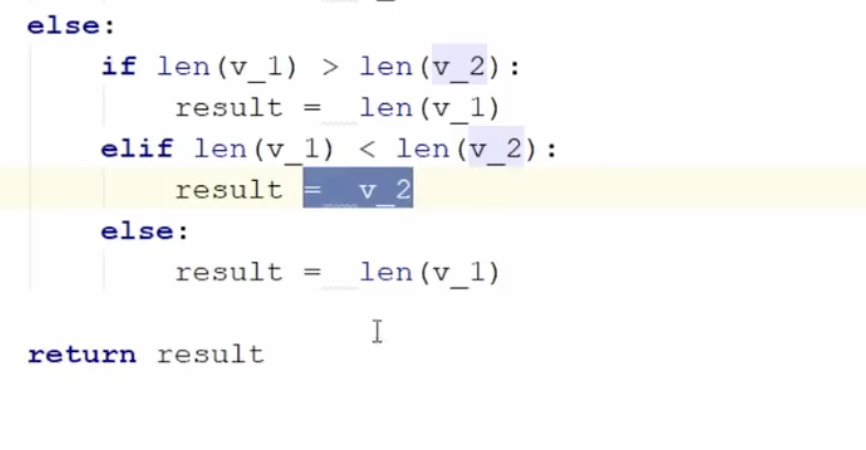 else:
if len(v_1) > len(v_2):
result =  len(v_1)
elif len(v_1) < len(v_2):
result =  v_2
else:
result =  len(v_1)
return result